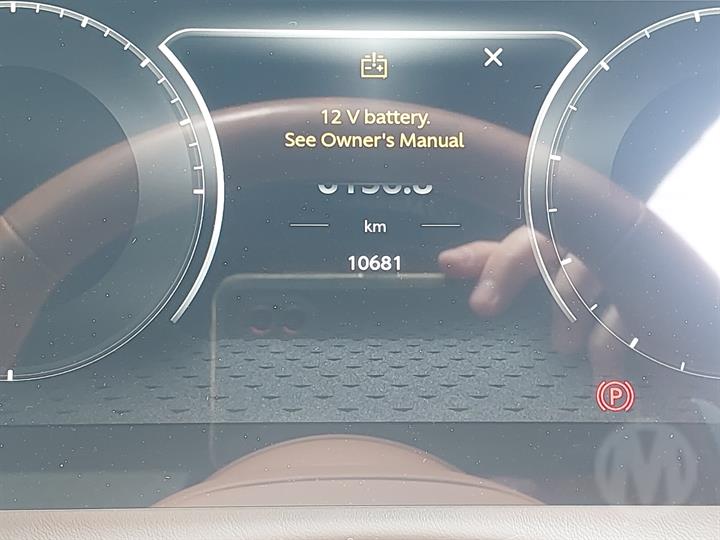 12 V battery.
See Owner's Manual
km
10681
P
M